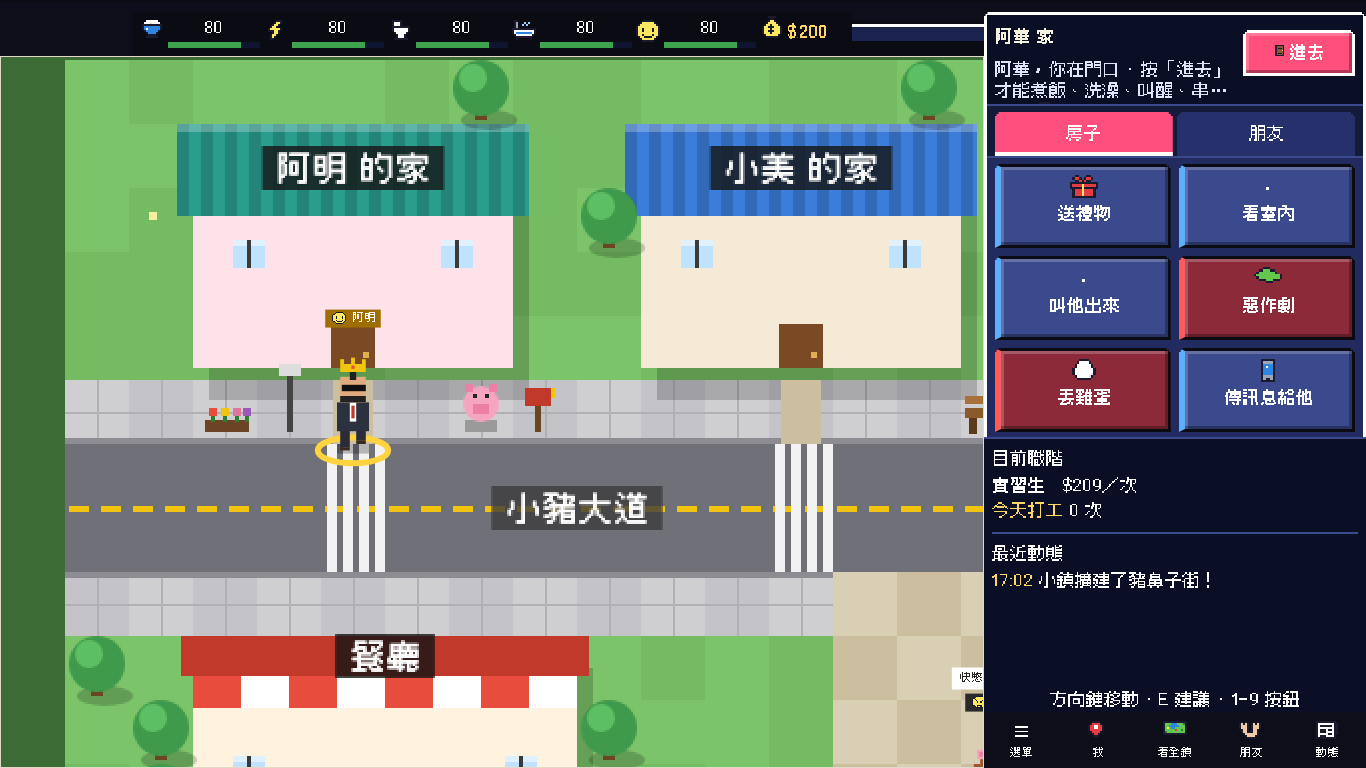 80 80 80 80 80 $200
阿華 家
進去
阿華，你在門口．按「進去」
才能煮飯、洗澡、叫醒、串…
房子 朋友
送禮物 看室內
叫他出來 惡作劇
丟雞蛋 傳訊息給他
目前職階
實習生 $209／次
今天打工 0 次
最近動態
17:02 小鎮擴建了豬鼻子街！
方向鍵移動．E 建議．1-9 按鈕
選單 我 看全鎮 朋友 動態
阿明 的家
小美 的家
阿明
小豬大道
餐廳